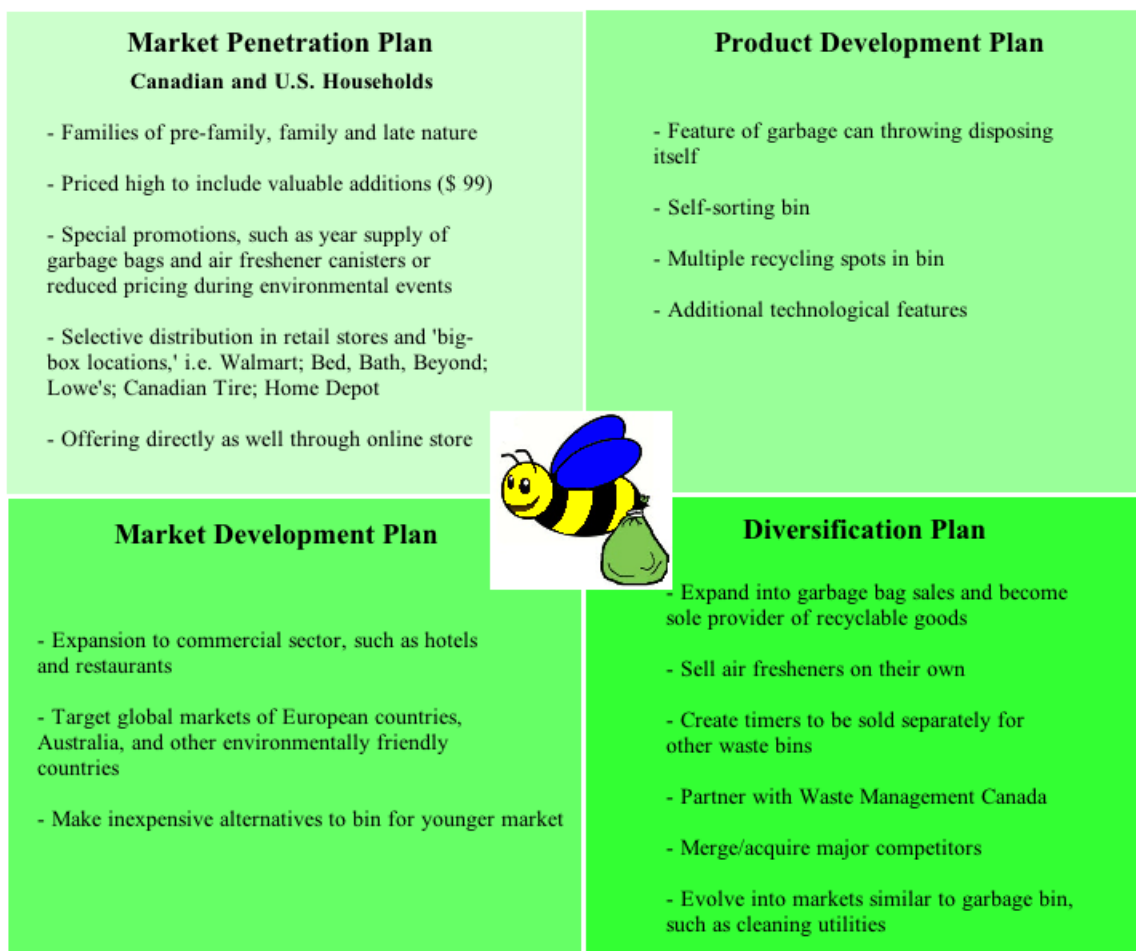 Market Penetration Plan
Canadian and U.S. Households
- Families of pre-family, family and late nature
- Priced high to include valuable additions ($ 99)
- Special promotions, such as year supply of
garbage bags and air freshener canisters or
reduced pricing during environmental events
- Selective distribution in retail stores and 'big-
box locations,' i.e. Walmart; Bed, Bath, Beyond;
Lowe's; Canadian Tire; Home Depot
- Offering directly as well through online store
Product Development Plan
- Feature of garbage can throwing disposing
itself
- Self-sorting bin
- Multiple recycling spots in bin
- Additional technological features
Market Development Plan
- Expansion to commercial sector, such as hotels
and restaurants
- Target global markets of European countries,
Australia, and other environmentally friendly
countries
- Make inexpensive alternatives to bin for younger market
Diversification Plan
- Expand into garbage bag sales and become
sole provider of recyclable goods
- Sell air fresheners on their own
- Create timers to be sold separately for
other waste bins
- Partner with Waste Management Canada
- Merge/acquire major competitors
- Evolve into markets similar to garbage bin,
such as cleaning utilities